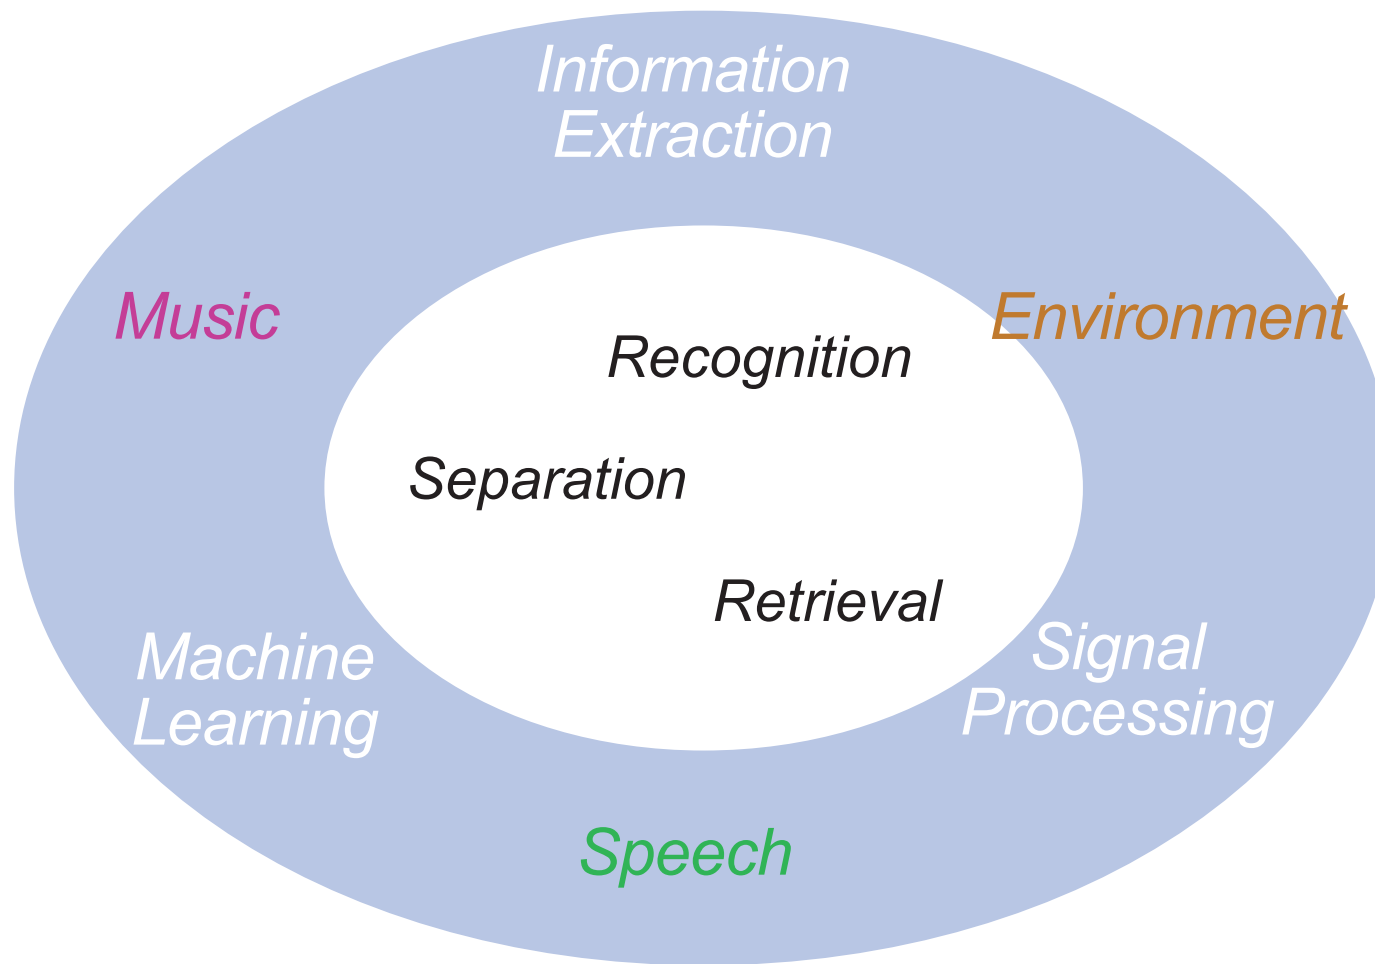 Information
Extraction
Music
Environment
Recognition
Separation
Retrieval
Machine
Learning
Signal
Processing
Speech